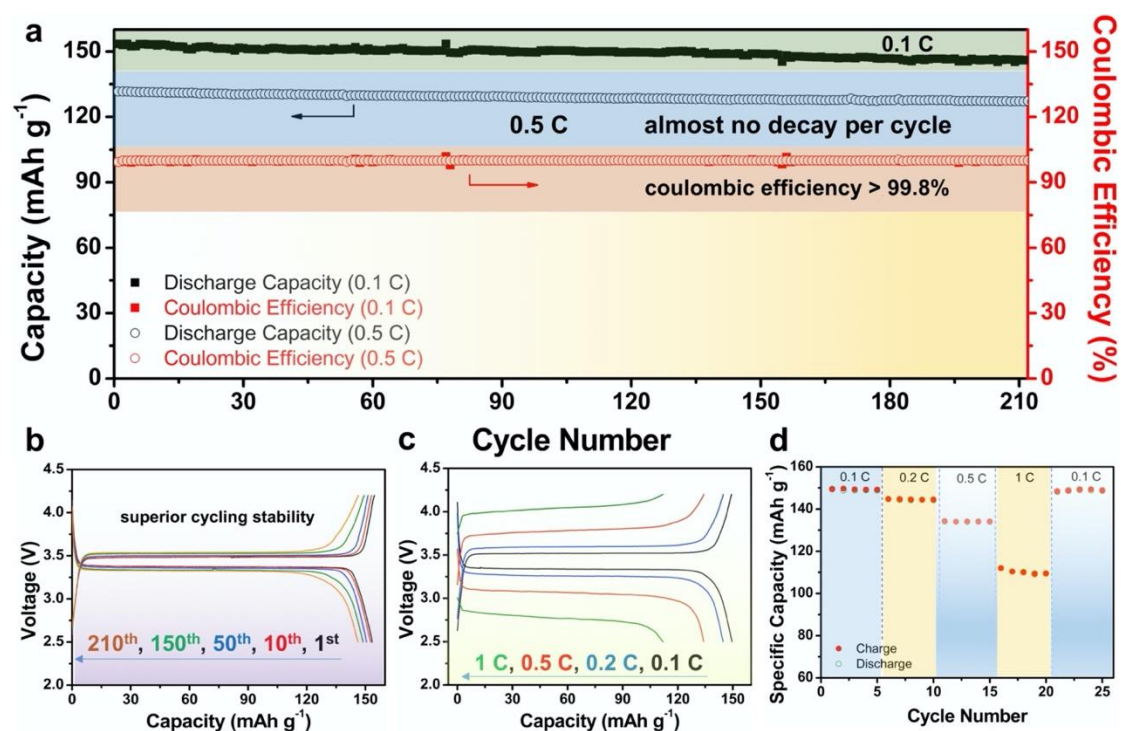 a
0.1 C
0.5 C almost no decay per cycle
coulombic efficiency > 99.8%
Discharge Capacity (0.1 C)
Coulombic Efficiency (0.1 C)
Discharge Capacity (0.5 C)
Coulombic Efficiency (0.5 C)
Capacity (mAh g⁻¹)
150
120
90
60
30
0
Coulombic Efficiency (%)
150
120
90
60
30
0
0 30 60 90 120 150 180 210
Cycle Number
b
superior cycling stability
210th, 150th, 50th, 10th, 1st
Voltage (V)
4.5
4.0
3.5
3.0
2.5
2.0
0 30 60 90 120 150
Capacity (mAh g⁻¹)
c
1 C, 0.5 C, 0.2 C, 0.1 C
Voltage (V)
4.5
4.0
3.5
3.0
2.5
2.0
0 30 60 90 120 150
Capacity (mAh g⁻¹)
d
0.1 C 0.2 C 0.5 C 1 C 0.1 C
Charge
Discharge
Specific Capacity (mAh g⁻¹)
160
140
120
100
80
60
0 5 10 15 20 25
Cycle Number